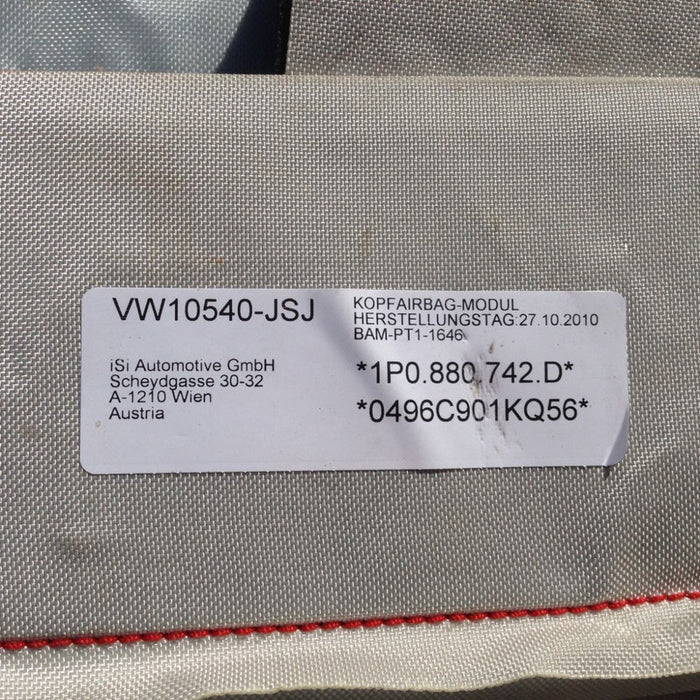 VW10540-JSJ
KOPFAIRBAG-MODUL
HERSTELLUNGSTAG:27.10.2010
BAM-PT1-1646
iSi Automotive GmbH
Scheydgasse 30-32
A-1210 Wien
Austria
*1P0.880.742.D*
*0496C901KQ56*